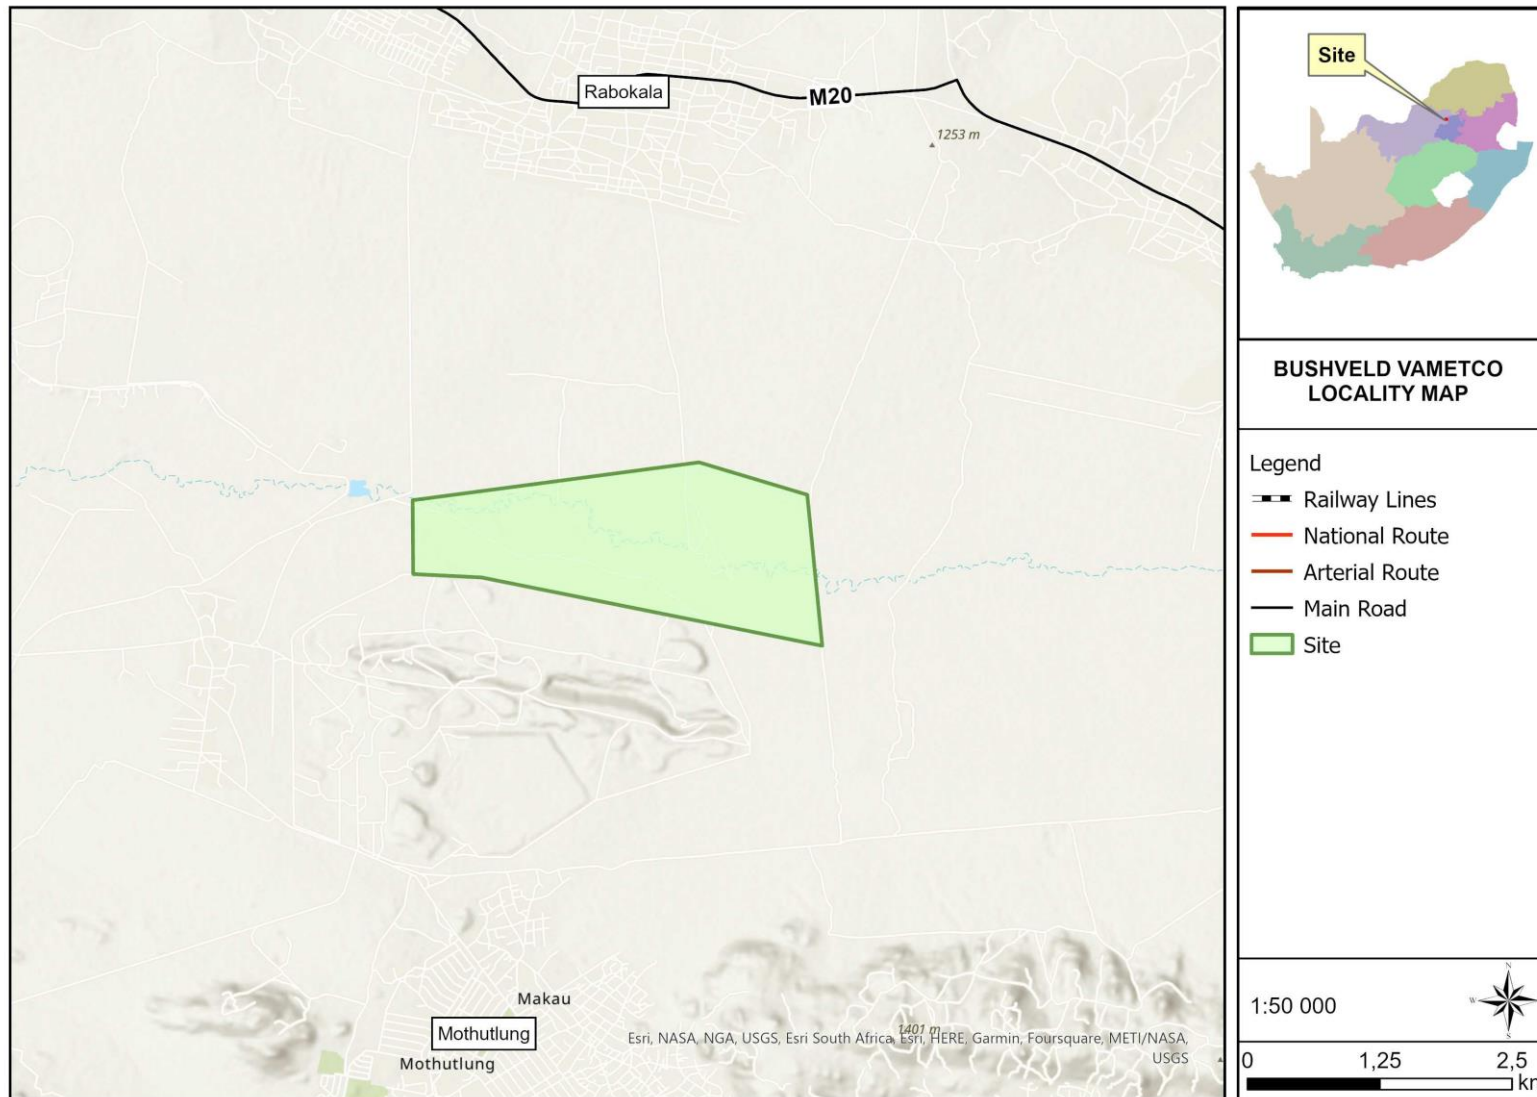 Rabokala
M20
1253 m
Makau
Mothutlung
Mothutlung
1401 m
Esri, NASA, NGA, USGS, Esri South Africa, Esri, HERE, Garmin, Foursquare, METI/NASA,
USGS
Site
BUSHVELD VAMETCO
LOCALITY MAP
Legend
Railway Lines
National Route
Arterial Route
Main Road
Site
1:50 000
N
W
S
0 1,25 2,5
km